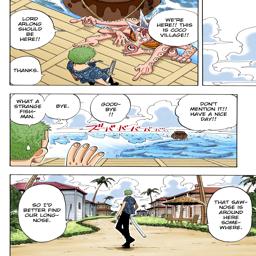 WE'RE
HERE!! THIS
IS COCO
VILLAGE!!
LORD
ARLONG
SHOULD
BE
HERE!!
THANKS.
DON'T
MENTION IT!!
HAVE A NICE
DAY!!
GOOD-
BYE
!!
BYE.
WHAT A
STRANGE
FISH-
MAN.
THAT SAW-
NOSE IS
AROUND
HERE
SOME-
WHERE.
SO I'D
BETTER
FIND OUR
LONG-
NOSE.